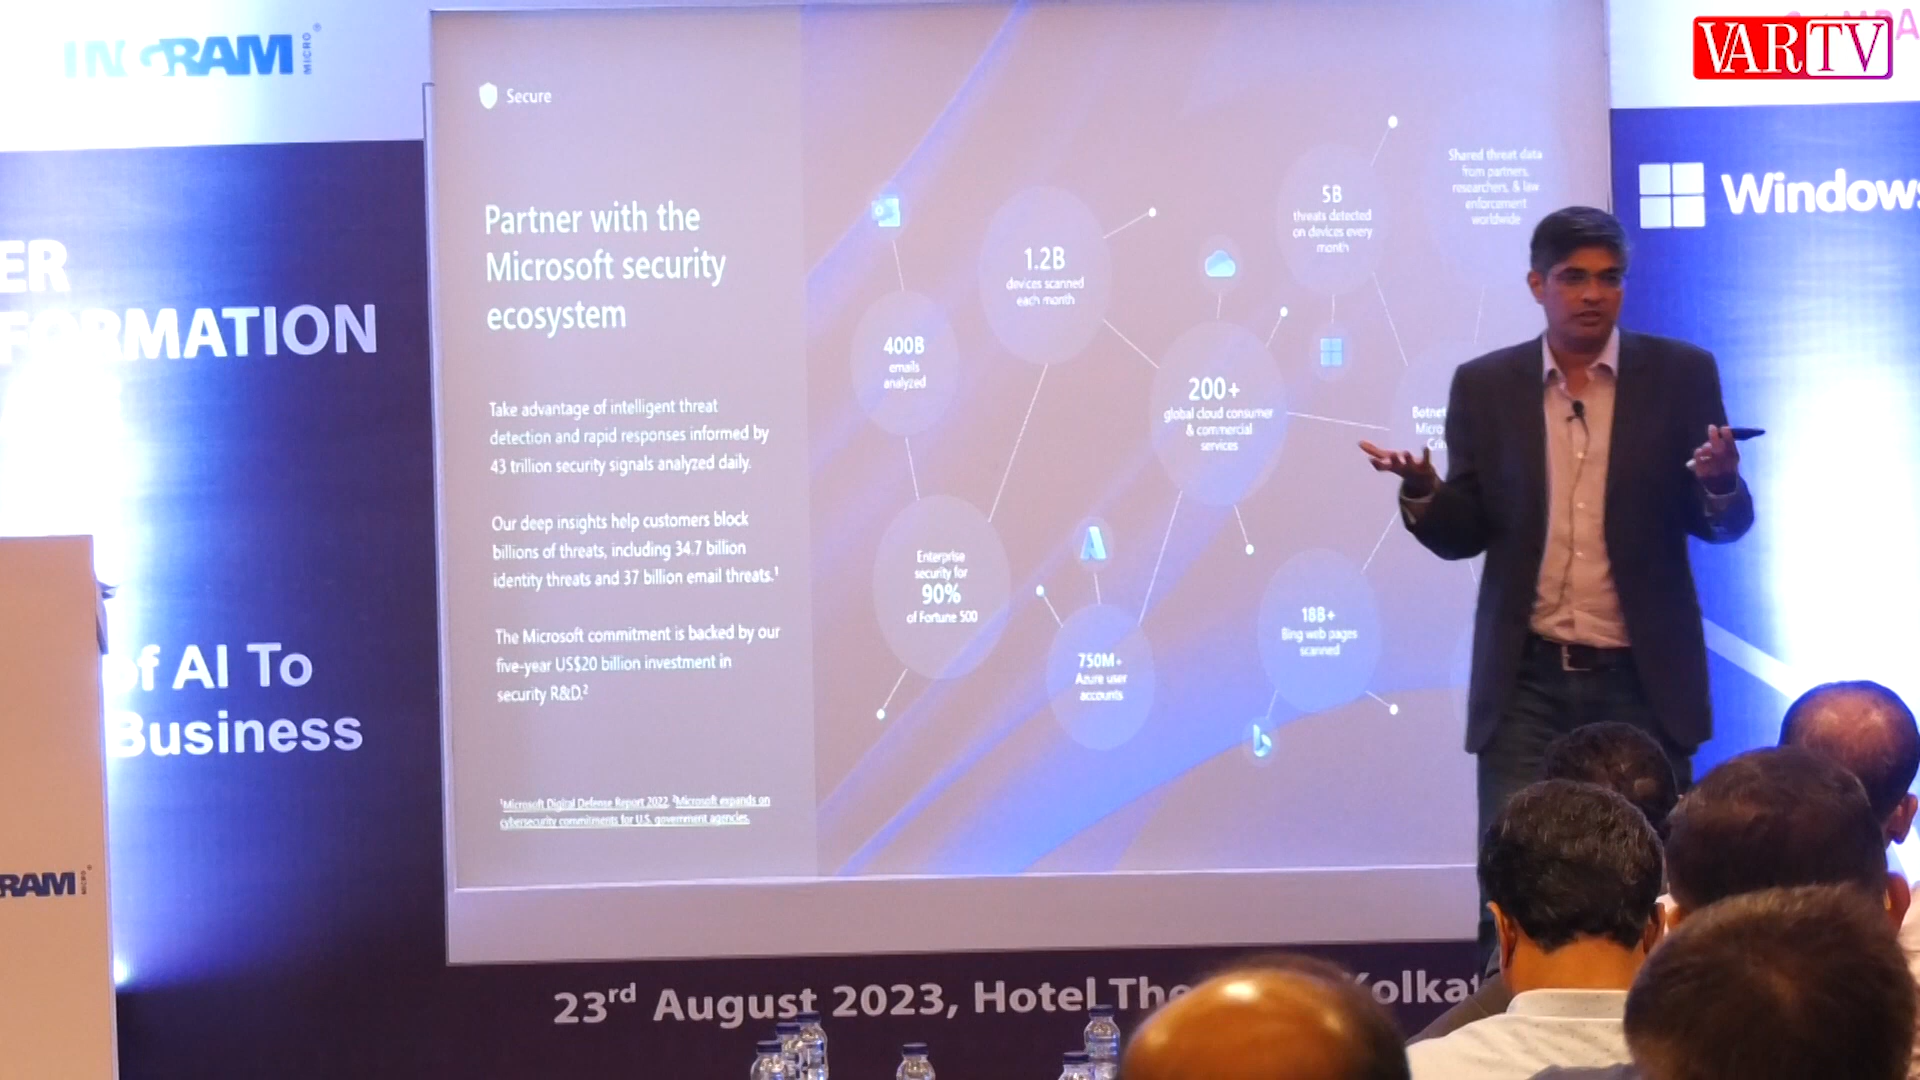 INGRAM
MICRO
VARTV
Secure
Partner with the
Microsoft security
ecosystem
Take advantage of intelligent threat
detection and rapid responses informed by
43 trillion security signals analyzed daily.
Our deep insights help customers block
billions of threats, including 34.7 billion
identity threats and 37 billion email threats.¹
The Microsoft commitment is backed by our
five-year US$20 billion investment in
security R&D.²
¹Microsoft Digital Defense Report 2022. ²Microsoft expands on
cybersecurity commitments for U.S. government agencies.
400B
emails
analyzed
1.2B
devices scanned
each month
5B
threats detected
on devices every
month
Shared threat data
from partners,
researchers, & law
enforcement
worldwide
200+
global cloud consumer
& commercial
services
Botnet
Micro
Enterprise
security for
90%
of Fortune 500
750M+
Azure user
accounts
18B+
Bing web pages
scanned
Windows
ER
FORMATION
of AI To
Business
RAM
MICRO
23rd August 2023, Hotel The Kolkat